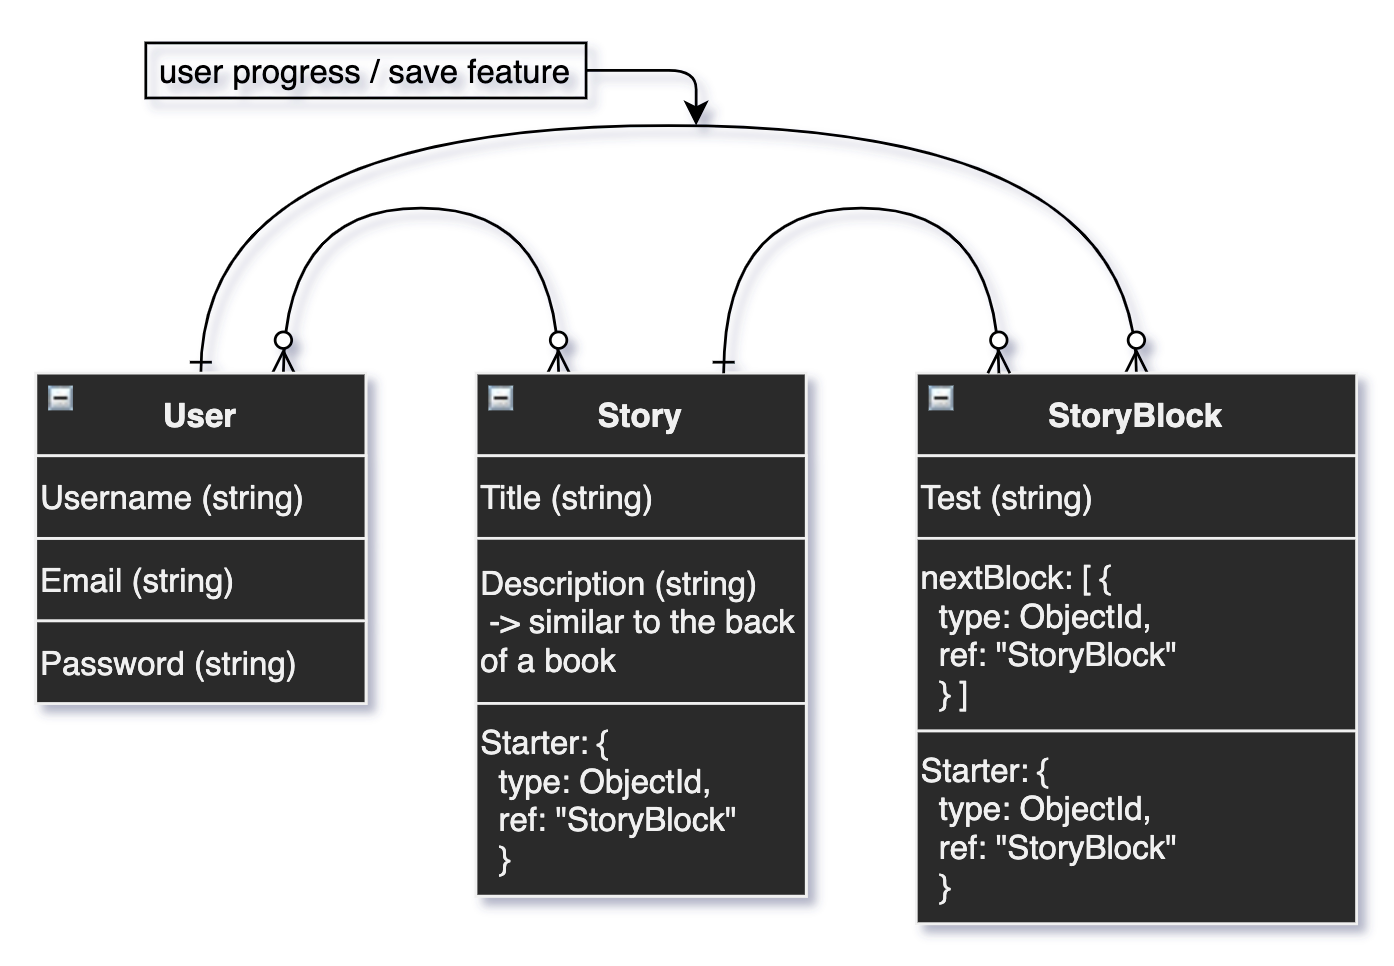 user progress / save feature
User
Username (string)
Email (string)
Password (string)
Story
Title (string)
Description (string)
-> similar to the back
of a book
Starter: {
type: ObjectId,
ref: "StoryBlock"
}
StoryBlock
Test (string)
nextBlock: [ {
type: ObjectId,
ref: "StoryBlock"
} ]
Starter: {
type: ObjectId,
ref: "StoryBlock"
}